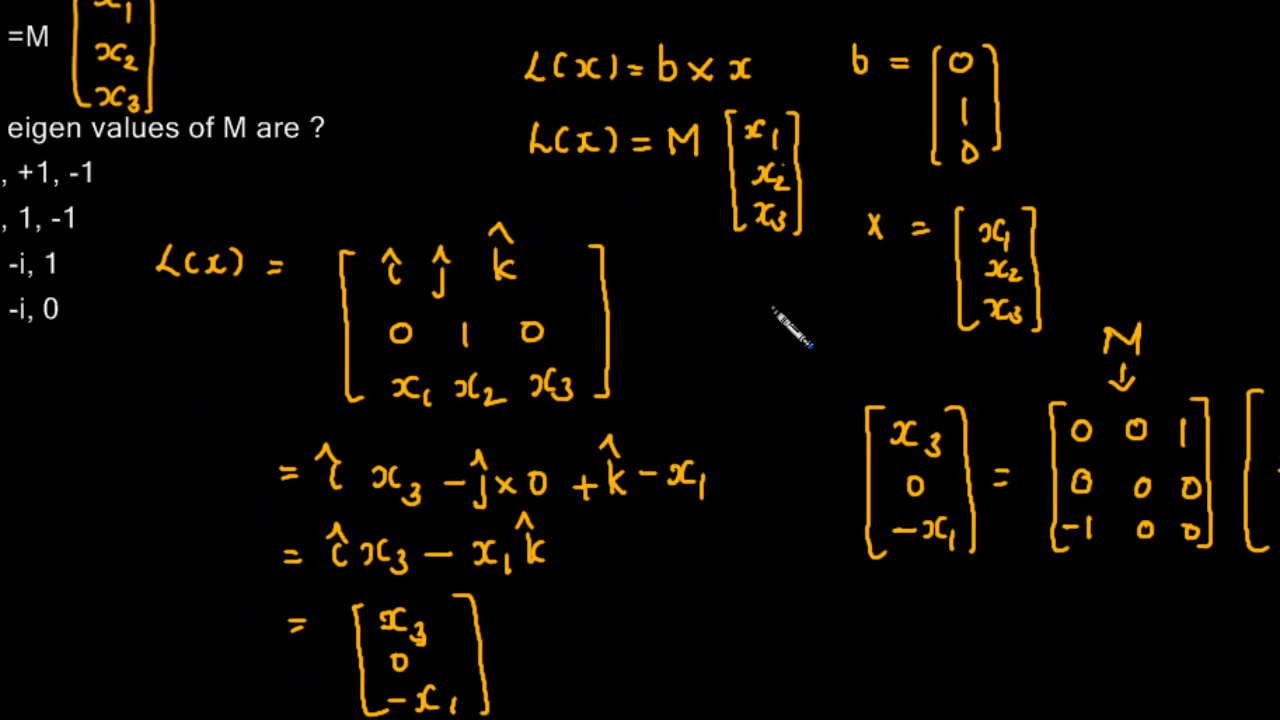 =M [x₁ x₂ x₃]
eigen values of M are ?
, +1, -1
, 1, -1
-i, 1
-i, 0
L(x) = b × x
b = [0 1 0]
L(x) = M [x₁ x₂ x₃]
x = [x₁ x₂ x₃]
L(x) = [î ĵ k̂
0 1 0
x₁ x₂ x₃]
= î x₃ - ĵ × 0 + k̂ - x₁
= î x₃ - x₁ k̂
= [x₃ 0 -x₁]
M
↓
[x₃ 0 -x₁] = [0 0 1
0 0 0
-1 0 0] [